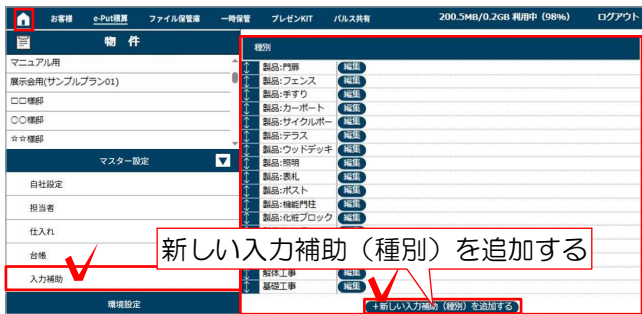 お客様 e-Put積算 ファイル保管庫 一時保管 プレゼンKIT パルス共有 200.5MB/0.2GB 利用中（98%） ログアウト
物 件
マニュアル用
展示会用(サンプルプラン01)
□□様邸
○○様邸
☆☆様邸
マスター設定
自社設定
担当者
仕入れ
台帳
入力補助
環境設定
種別
製品:門扉 編集
製品:フェンス 編集
製品:手すり 編集
製品:カーポート 編集
製品:サイクルポー 編集
製品:テラス 編集
製品:ウッドデッキ 編集
製品:照明 編集
製品:表札 編集
製品:ポスト 編集
製品:機能門柱 編集
製品:化粧ブロック 編集
新しい入力補助（種別）を追加する
解体工事 編集
基礎工事 編集
+新しい入力補助（種別）を追加する